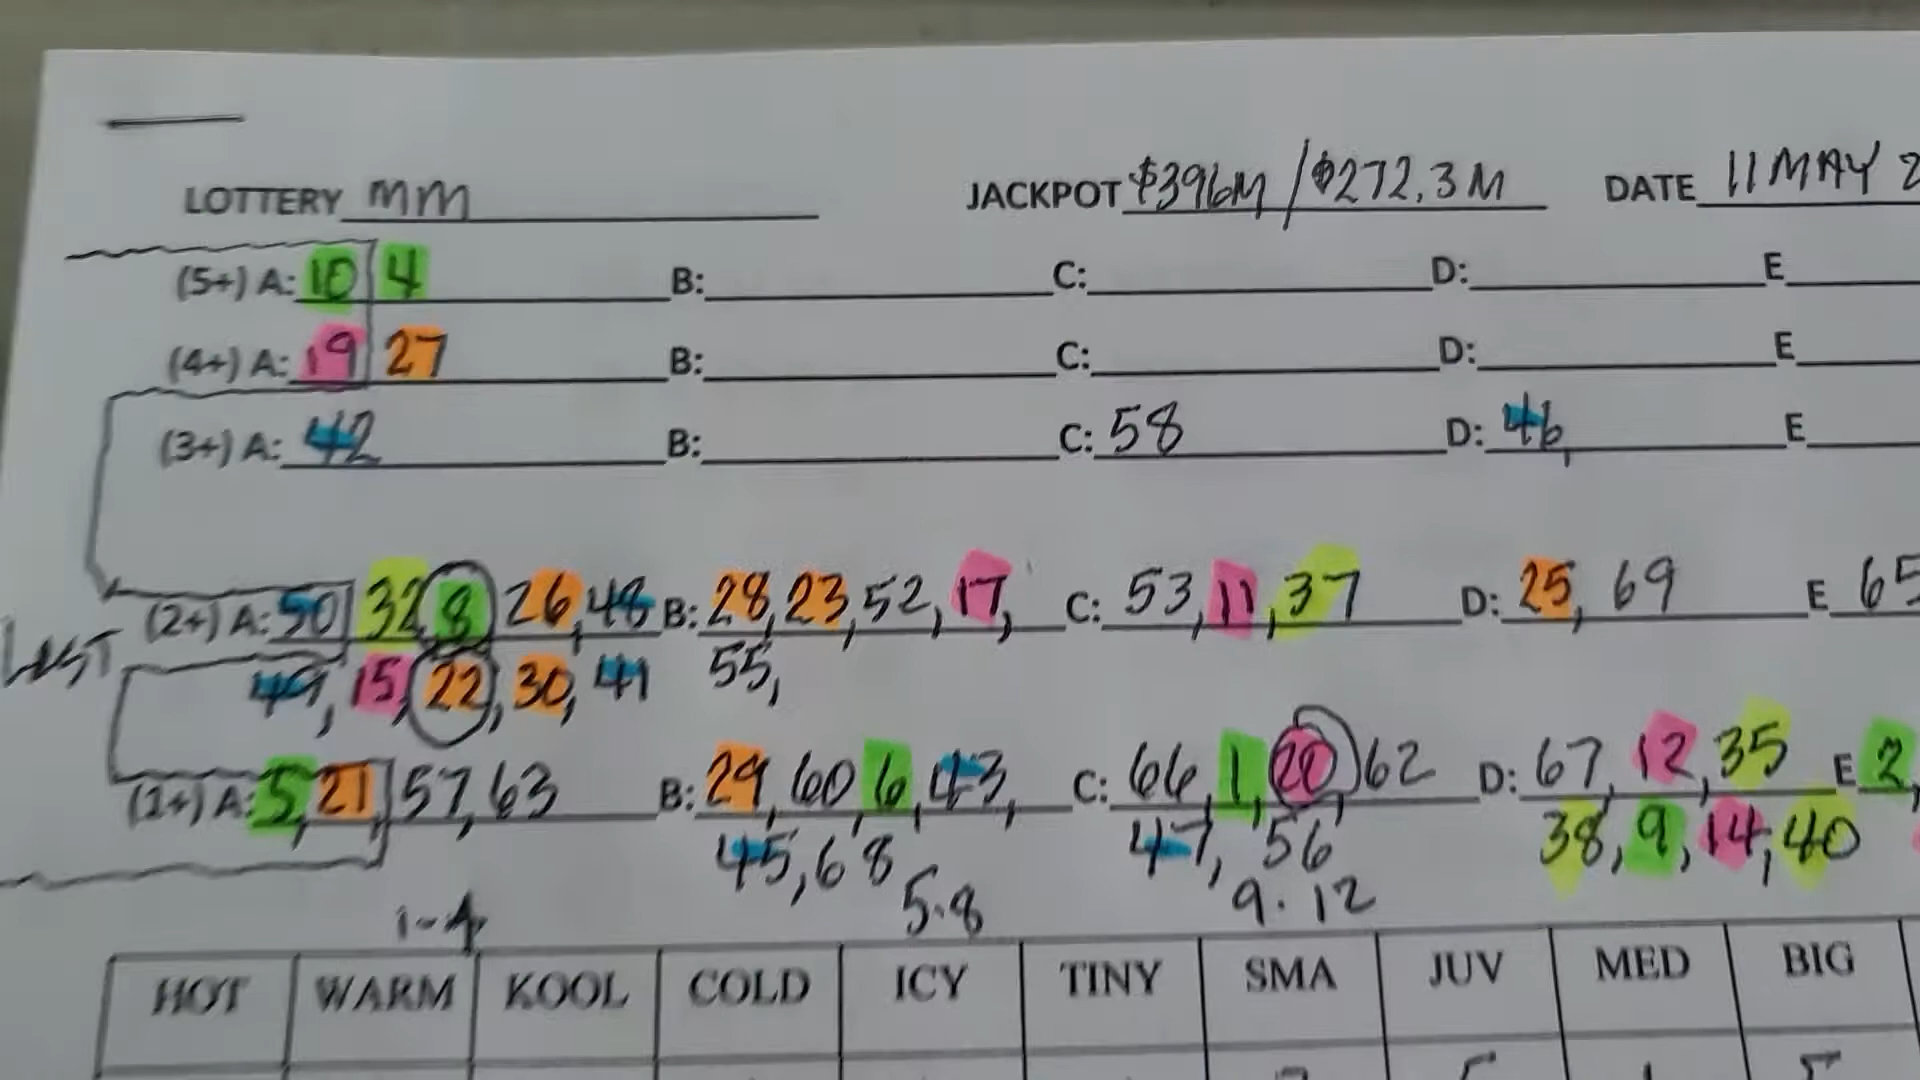 LOTTERY MM JACKPOT $396M / $272.3M DATE 11 MAY 2
(5+) A: 10 4 B: C: D: E
(4+) A: 19 27 B: C: D: E
(3+) A: 42 B: C: 58 D: 46, E
(2+) A: 50 32 8 26, 48 B: 28, 23, 52, 17, C: 53, 11, 37 D: 25, 69 E 65
LAST 49, 15, 22, 30, 41 55,
(1+) A: 5, 21, 57, 63 B: 29, 60, 6, 43, C: 66, 1, 20, 62 D: 67, 12, 35 E 2,
45, 68 47, 56 38, 9, 14, 40
1-4 5-8 9-12
HOT WARM KOOL COLD ICY TINY SMA JUV MED BIG